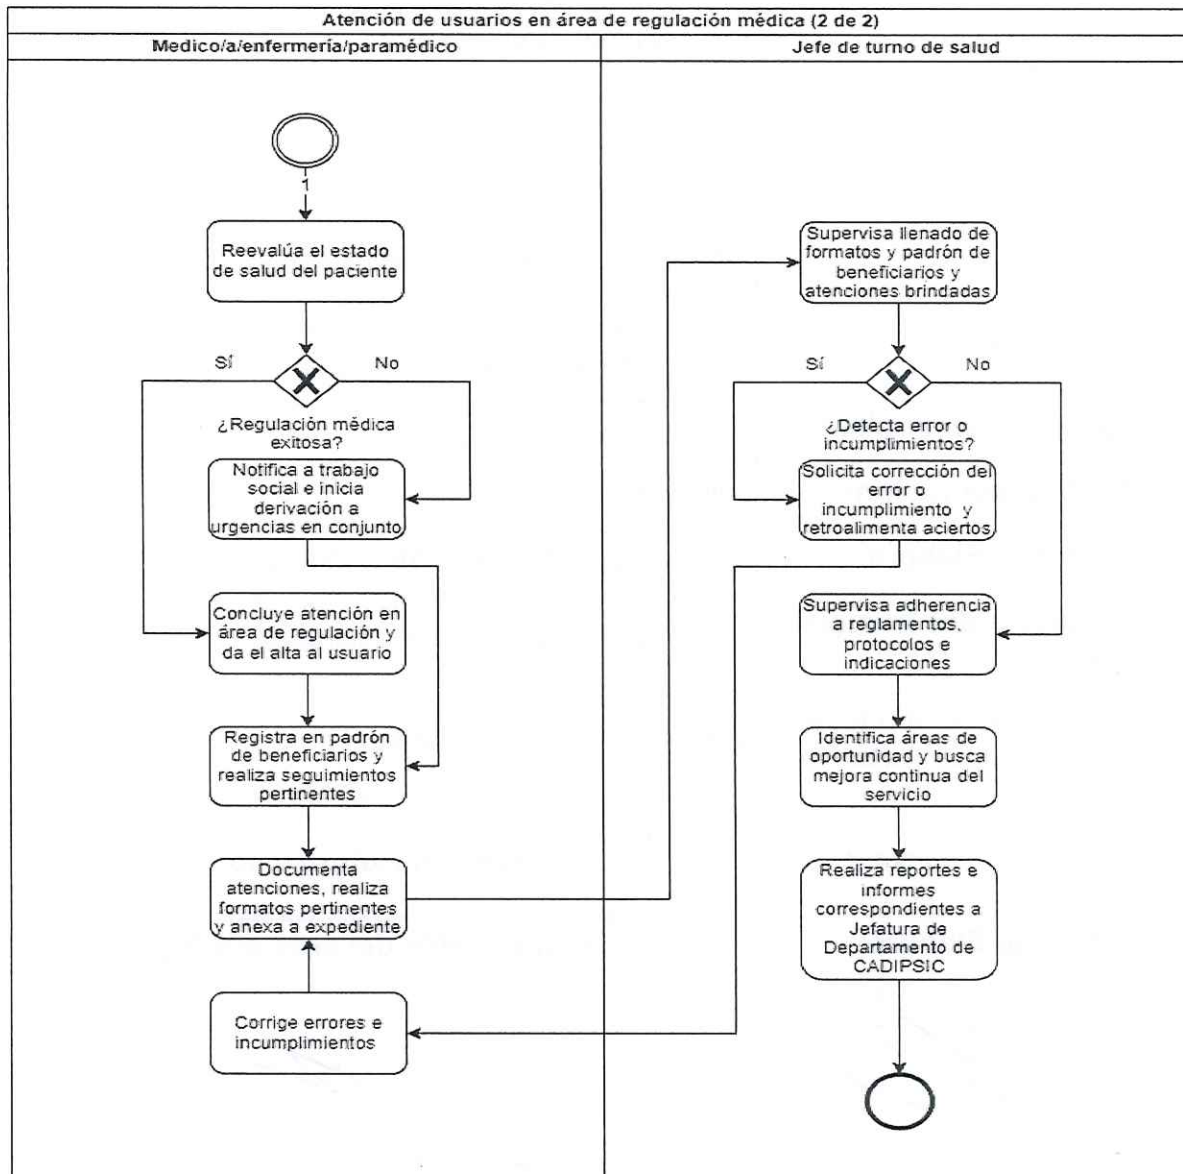 Atención de usuarios en área de regulación médica (2 de 2)
Medico/a/enfermería/paramédico
Jefe de turno de salud
1
Reevalúa el estado
de salud del paciente
Sí
No
¿Regulación médica
exitosa?
Notifica a trabajo
social e inicia
derivación a
urgencias en conjunto
Concluye atención en
área de regulación y
da el alta al usuario
Registra en padrón
de beneficiarios y
realiza seguimientos
pertinentes
Documenta
atenciones, realiza
formatos pertinentes
y anexa a expediente
Corrige errores e
incumplimientos
Supervisa llenado de
formatos y padrón de
beneficiarios y
atenciones brindadas
Sí
No
¿Detecta error o
incumplimientos?
Solicita corrección del
error o
incumplimiento y
retroalimenta aciertos
Supervisa adherencia
a reglamentos,
protocolos e
indicaciones
Identifica áreas de
oportunidad y busca
mejora continua del
servicio
Realiza reportes e
informes
correspondientes a
Jefatura de
Departamento de
CADIPSIC